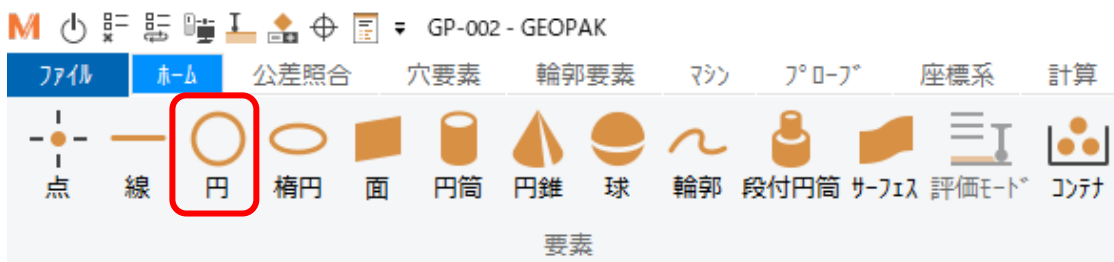 M GP-002 - GEOPAK
ﾌｧｲﾙ ﾎｰﾑ 公差照合 穴要素 輪郭要素 ﾏｼﾝ ﾌﾟﾛｰﾌﾞ 座標系 計算
点 線 円 楕円 面 円筒 円錐 球 輪郭 段付円筒 ｻｰﾌｪｽ 評価ﾓｰﾄﾞ ｺﾝﾃﾅ
要素